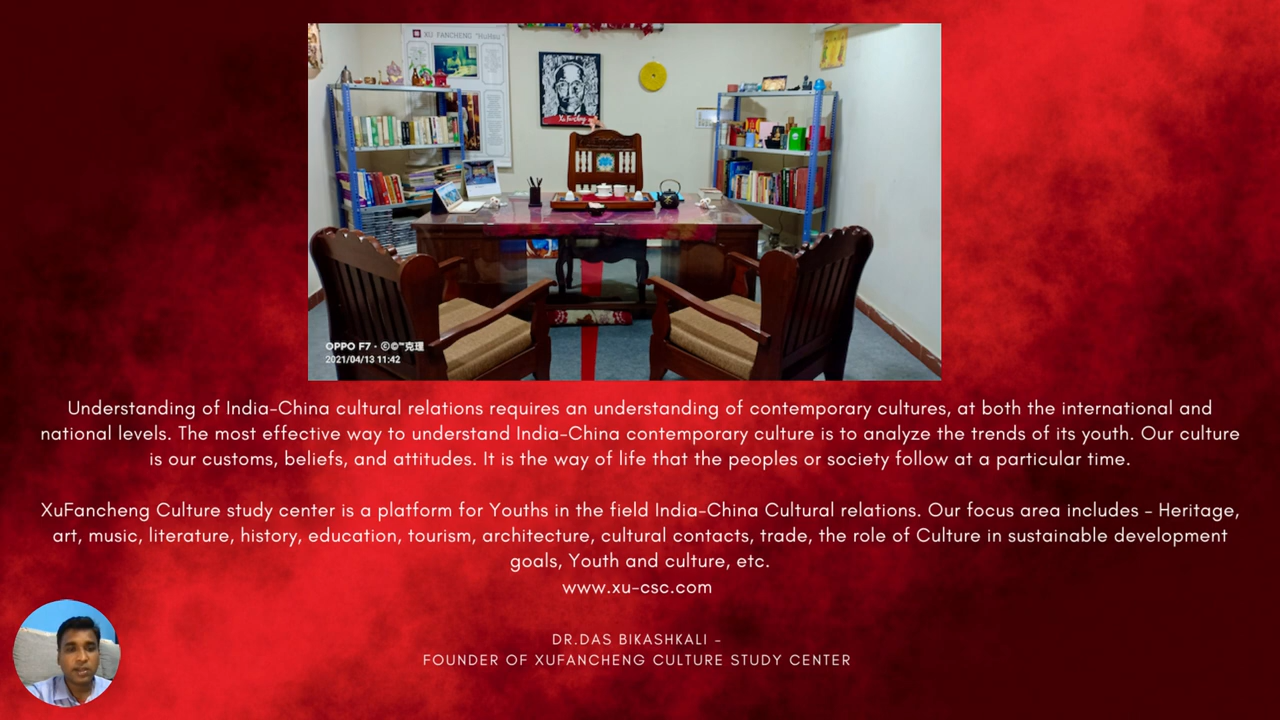 XU FANCHENG "HUINIU"
Xu Fancheng
OPPO F7 · ©©™克理
2021/04/13 11:42
Understanding of India-China cultural relations requires an understanding of contemporary cultures, at both the international and
national levels. The most effective way to understand India-China contemporary culture is to analyze the trends of its youth. Our culture
is our customs, beliefs, and attitudes. It is the way of life that the peoples or society follow at a particular time.
XuFancheng Culture study center is a platform for Youths in the field India-China Cultural relations. Our focus area includes - Heritage,
art, music, literature, history, education, tourism, architecture, cultural contacts, trade, the role of Culture in sustainable development
goals, Youth and culture, etc.
www.xu-csc.com
DR.DAS BIKASHKALI -
FOUNDER OF XUFANCHENG CULTURE STUDY CENTER